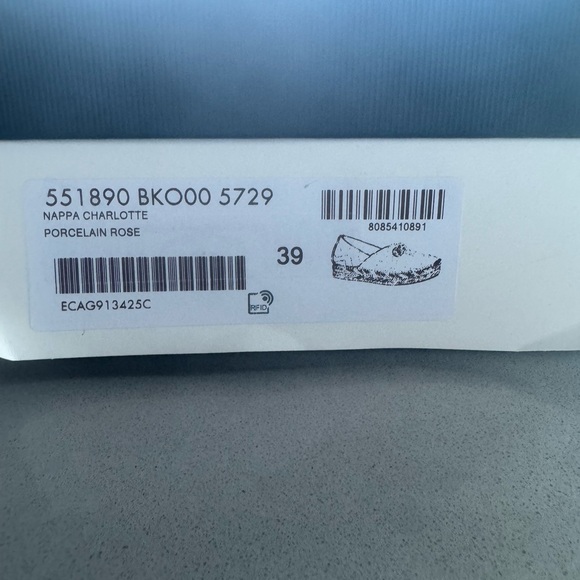 551890 BKO00 5729
NAPPA CHARLOTTE
PORCELAIN ROSE
ECAG913425C
RFID
39
8085410891